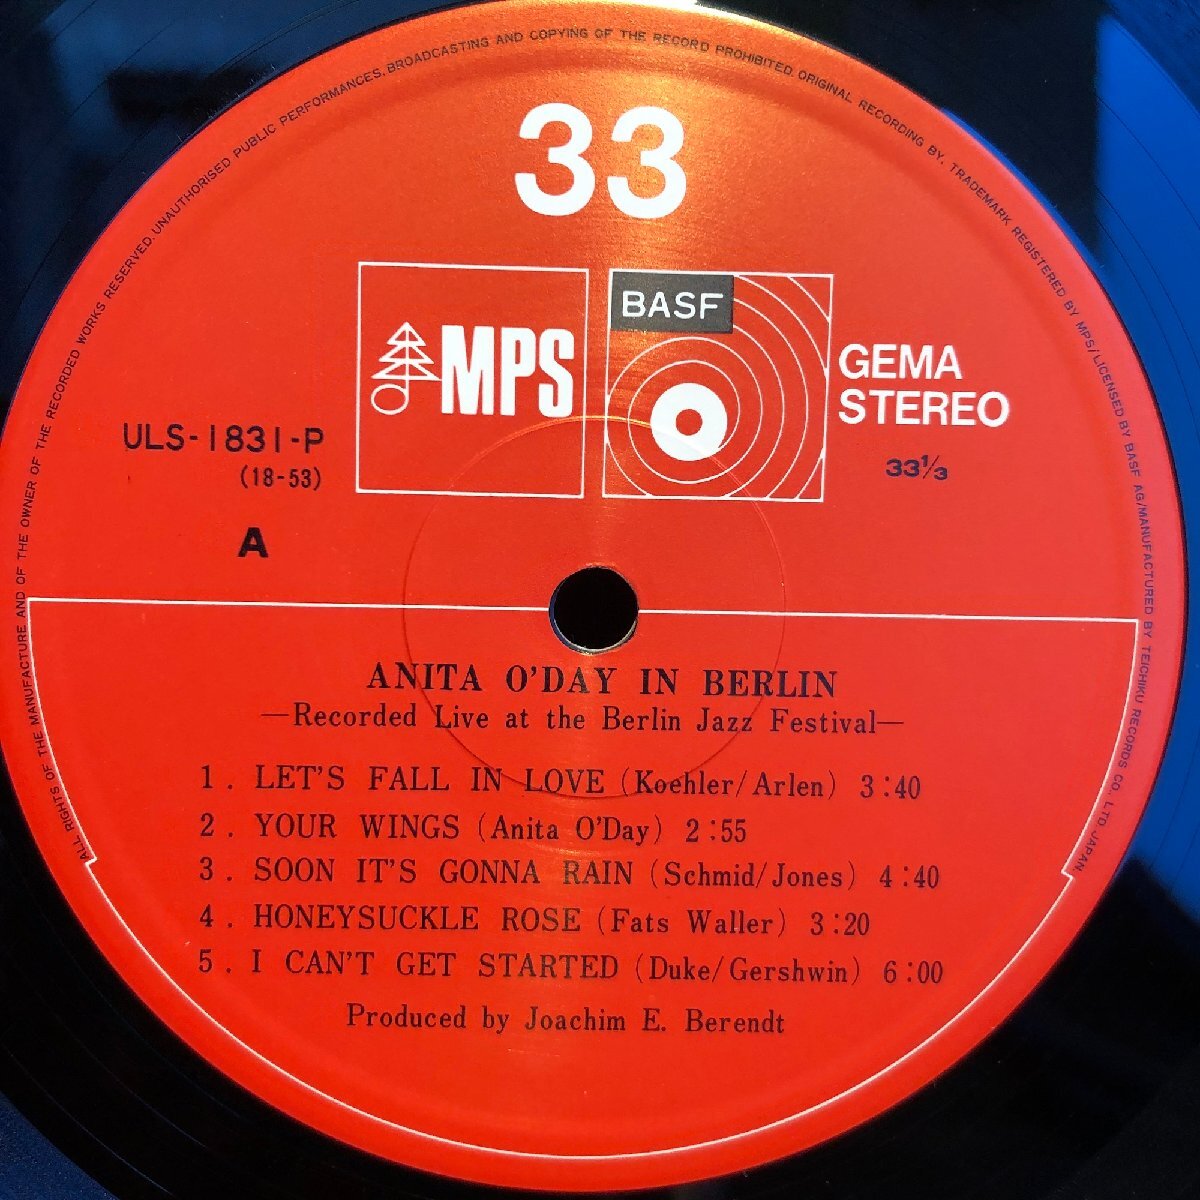 ALL RIGHTS OF THE MANUFACTURE AND OF THE OWNER OF THE RECORDED WORKS RESERVED. UNAUTHORISED PUBLIC PERFORMANCES. BROADCASTING AND COPYING OF THE RECORD PROHIBITED. ORIGINAL RECORDING BY, TRADEMARK REGISTERED BY MPS/LICENSED BY BASF AG/MANUFACTURED BY TEICHIKU RECORDS CO. LTD JAPAN
33
MPS
BASF
GEMA
STEREO
33⅓
ULS-1831-P
(18-53)
A
ANITA O'DAY IN BERLIN
—Recorded Live at the Berlin Jazz Festival—
1. LET'S FALL IN LOVE (Koehler/Arlen) 3:40
2. YOUR WINGS (Anita O'Day) 2:55
3. SOON IT'S GONNA RAIN (Schmid/Jones) 4:40
4. HONEYSUCKLE ROSE (Fats Waller) 3:20
5. I CAN'T GET STARTED (Duke/Gershwin) 6:00
Produced by Joachim E. Berendt